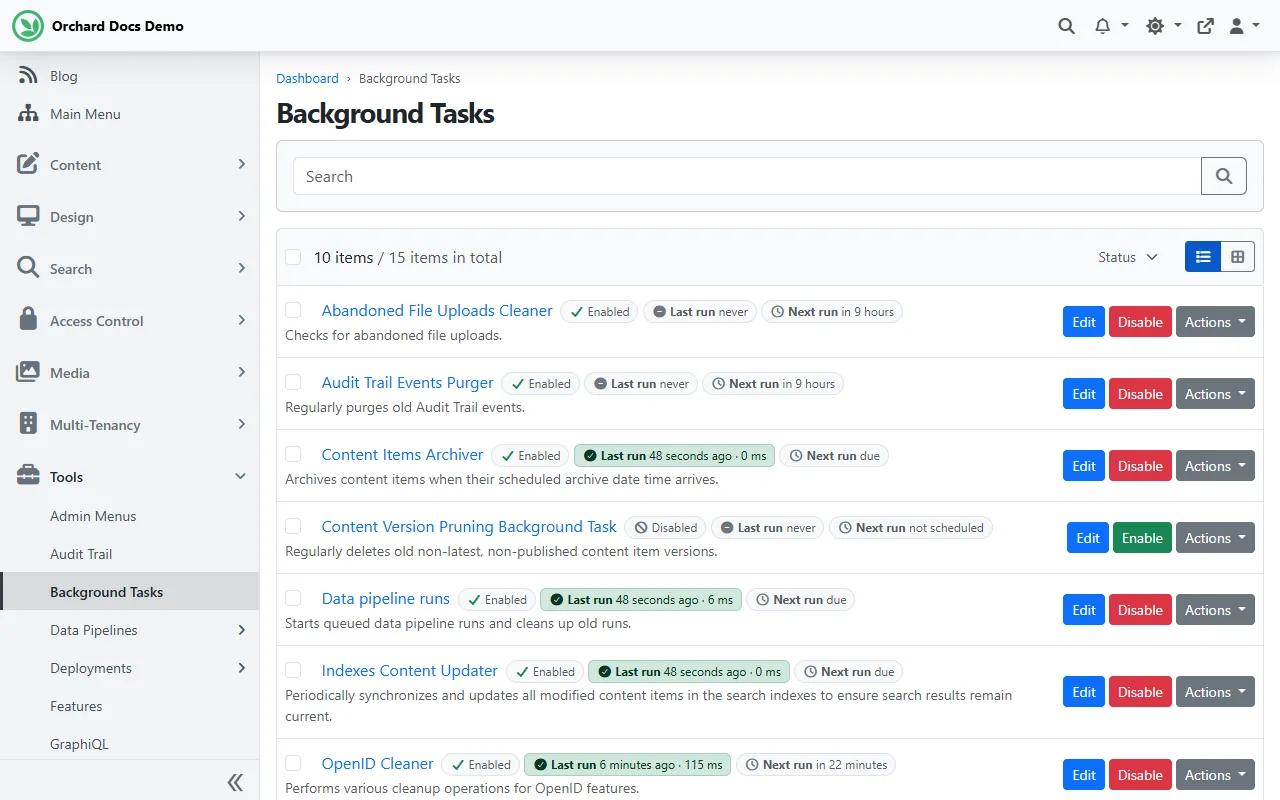 Orchard Docs Demo
Blog
Main Menu
Content
Design
Search
Access Control
Media
Multi-Tenancy
Tools
Admin Menus
Audit Trail
Background Tasks
Data Pipelines
Deployments
Features
GraphiQL
Dashboard › Background Tasks
Background Tasks
Search
10 items / 15 items in total Status
Abandoned File Uploads Cleaner Enabled Last run never Next run in 9 hours
Checks for abandoned file uploads.
Edit Disable Actions
Audit Trail Events Purger Enabled Last run never Next run in 9 hours
Regularly purges old Audit Trail events.
Edit Disable Actions
Content Items Archiver Enabled Last run 48 seconds ago · 0 ms Next run due
Archives content items when their scheduled archive date time arrives.
Edit Disable Actions
Content Version Pruning Background Task Disabled Last run never Next run not scheduled
Regularly deletes old non-latest, non-published content item versions.
Edit Enable Actions
Data pipeline runs Enabled Last run 48 seconds ago · 6 ms Next run due
Starts queued data pipeline runs and cleans up old runs.
Edit Disable Actions
Indexes Content Updater Enabled Last run 48 seconds ago · 0 ms Next run due
Periodically synchronizes and updates all modified content items in the search indexes to ensure search results remain
current.
Edit Disable Actions
OpenID Cleaner Enabled Last run 6 minutes ago · 115 ms Next run in 22 minutes
Performs various cleanup operations for OpenID features.
Edit Disable Actions